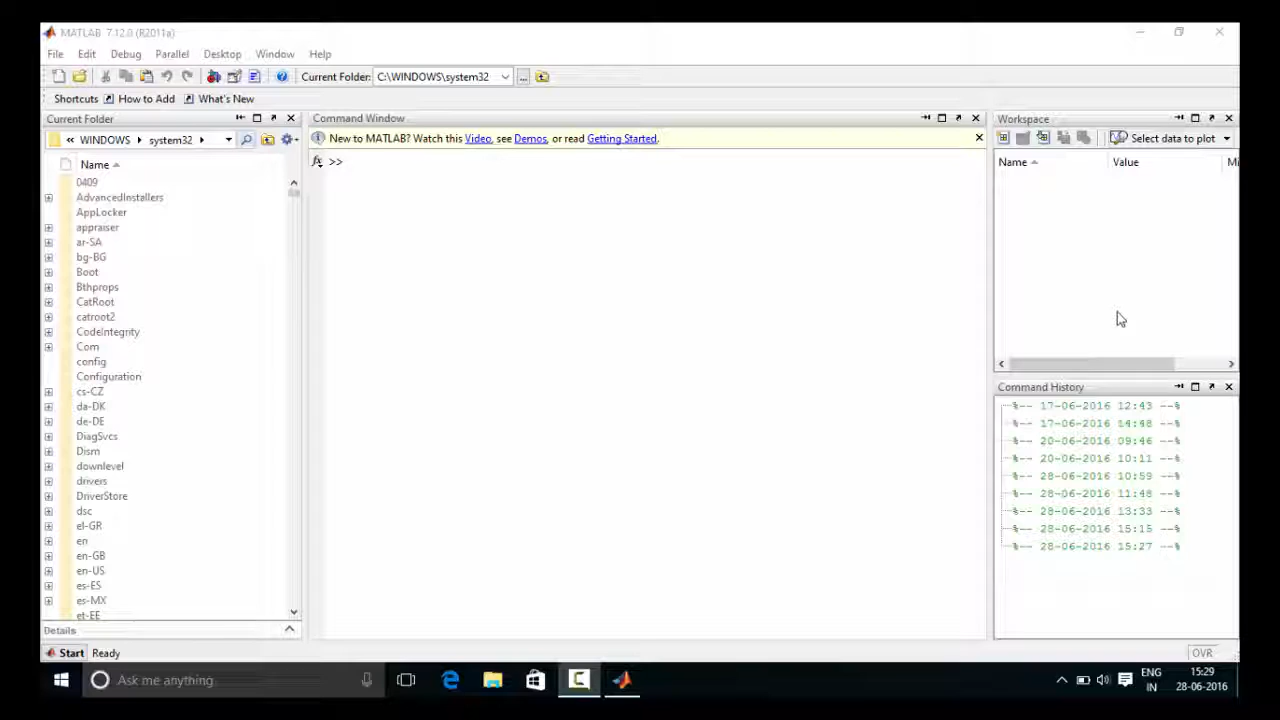 MATLAB 7.12.0 (R2011a)
File Edit Debug Parallel Desktop Window Help
Current Folder: C:\WINDOWS\system32 ...
Shortcuts How to Add What's New
Current Folder
« WINDOWS system32
Name
0409
AdvancedInstallers
AppLocker
appraiser
ar-SA
bg-BG
Boot
Bthprops
CatRoot
catroot2
CodeIntegrity
Com
config
Configuration
cs-CZ
da-DK
de-DE
DiagSvcs
Dism
downlevel
drivers
DriverStore
dsc
el-GR
en
en-GB
en-US
es-ES
es-MX
et-EE
Details
Command Window
New to MATLAB? Watch this Video, see Demos, or read Getting Started.
fx >>
Workspace
Select data to plot
Name Value Mi
Command History
%-- 17-06-2016 12:43 --%
%-- 17-06-2016 14:48 --%
%-- 20-06-2016 09:46 --%
%-- 20-06-2016 10:11 --%
%-- 28-06-2016 10:59 --%
%-- 28-06-2016 11:48 --%
%-- 28-06-2016 13:33 --%
%-- 28-06-2016 15:15 --%
%-- 28-06-2016 15:27 --%
Start Ready
OVR
Ask me anything
ENG
IN
15:29
28-06-2016